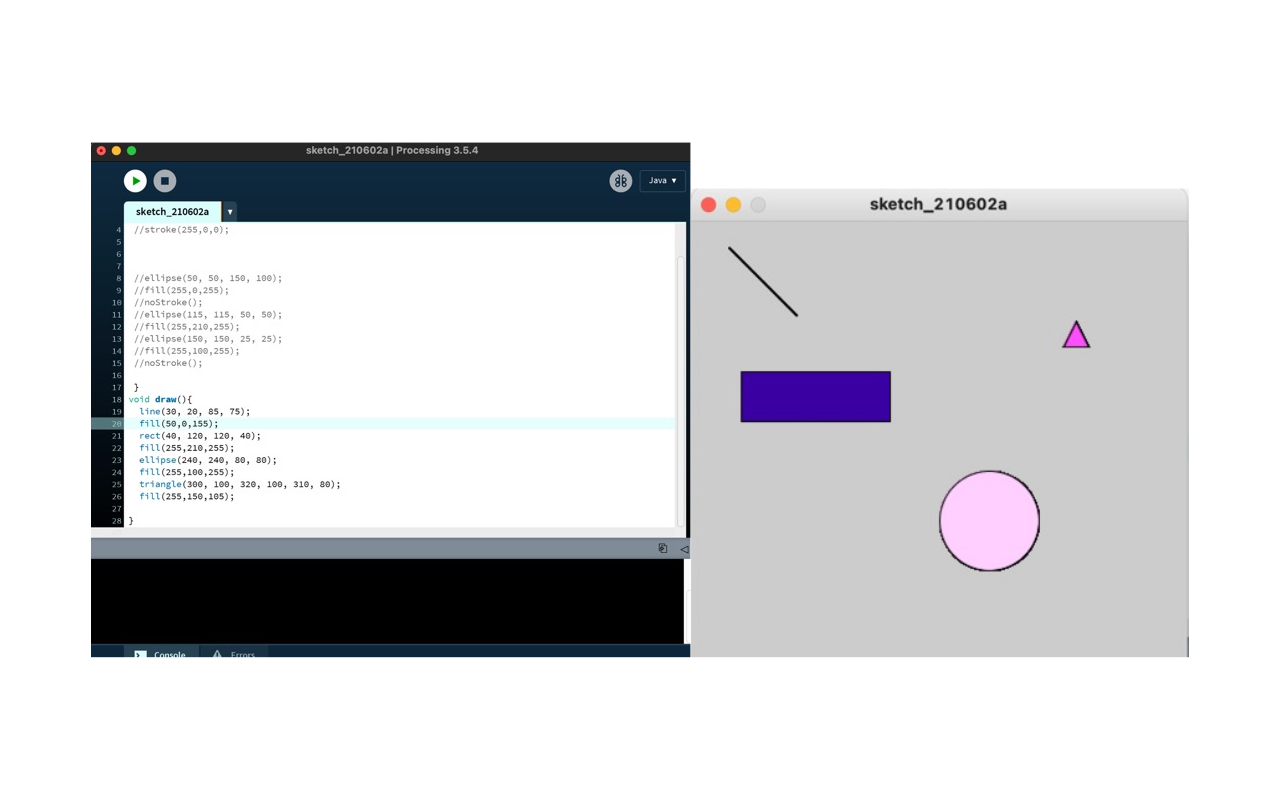 sketch_210602a | Processing 3.5.4
Java ▼
sketch_210602a ▼
4 //stroke(255,0,0);
5
6
7
8 //ellipse(50, 50, 150, 100);
9 //fill(255,0,255);
10 //noStroke();
11 //ellipse(115, 115, 50, 50);
12 //fill(255,210,255);
13 //ellipse(150, 150, 25, 25);
14 //fill(255,100,255);
15 //noStroke();
16
17 }
18 void draw(){
19 line(30, 20, 85, 75);
20 fill(50,0,155);
21 rect(40, 120, 120, 40);
22 fill(255,210,255);
23 ellipse(240, 240, 80, 80);
24 fill(255,100,255);
25 triangle(300, 100, 320, 100, 310, 80);
26 fill(255,150,105);
27
28 }
Console Errors
sketch_210602a